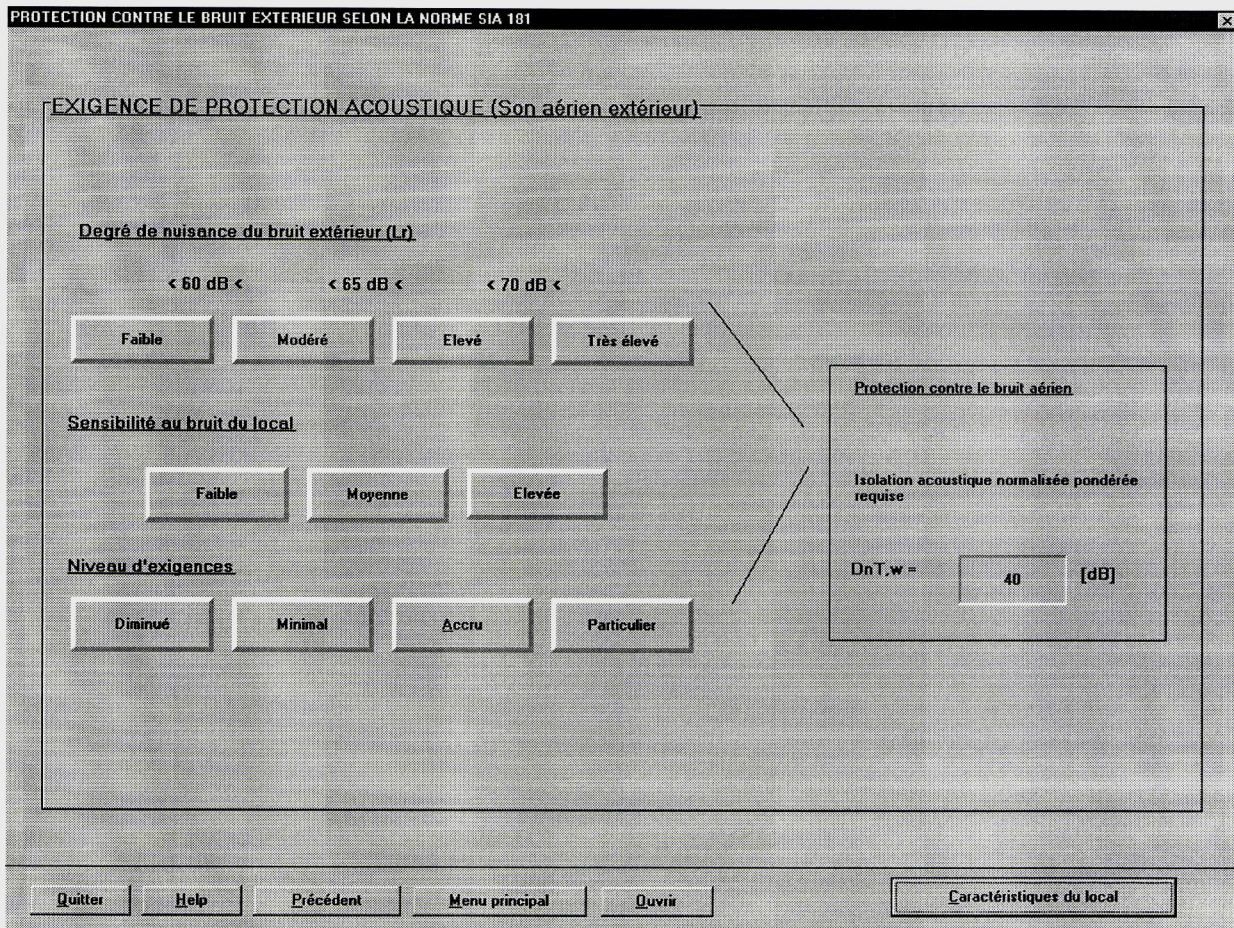 PROTECTION CONTRE LE BRUIT EXTERIEUR SELON LA NORME SIA 181
EXIGENCE DE PROTECTION ACOUSTIQUE (Son aérien extérieur)
Degré de nuisance du bruit extérieur (Lr)
< 60 dB < < 65 dB < < 70 dB <
Faible Modéré Elevé Très élevé
Sensibilité au bruit du local
Faible Moyenne Elevée
Niveau d'exigences
Diminué Minimal Accru Particulier
Protection contre le bruit aérien
Isolation acoustique normalisée pondérée
requise
DnT,w = 40 [dB]
Quitter Help Précédent Menu principal Ouvrir Caractéristiques du local